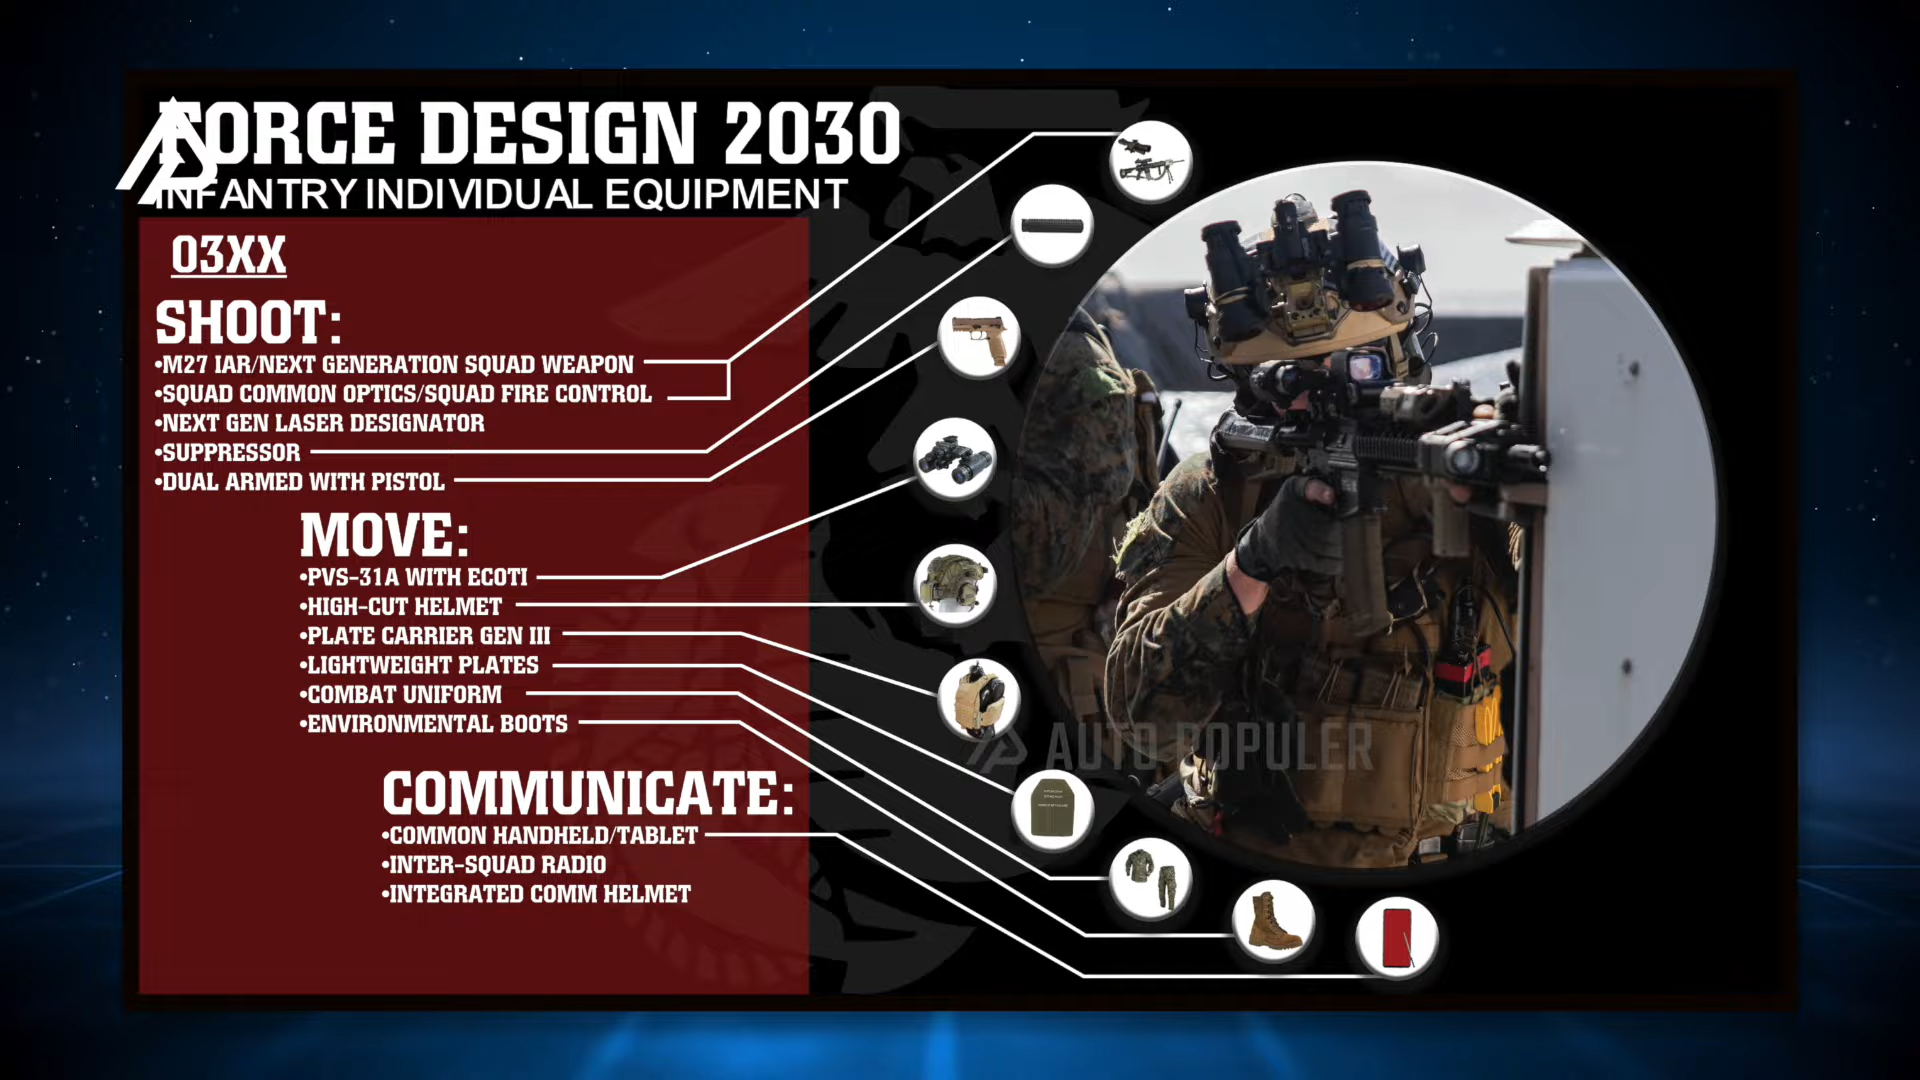 FORCE DESIGN 2030
INFANTRY INDIVIDUAL EQUIPMENT
03XX
SHOOT:
•M27 IAR/NEXT GENERATION SQUAD WEAPON
•SQUAD COMMON OPTICS/SQUAD FIRE CONTROL
•NEXT GEN LASER DESIGNATOR
•SUPPRESSOR
•DUAL ARMED WITH PISTOL
MOVE:
•PVS-31A WITH ECOTI
•HIGH-CUT HELMET
•PLATE CARRIER GEN III
•LIGHTWEIGHT PLATES
•COMBAT UNIFORM
•ENVIRONMENTAL BOOTS
AUTO POPULER
COMMUNICATE:
•COMMON HANDHELD/TABLET
•INTER-SQUAD RADIO
•INTEGRATED COMM HELMET